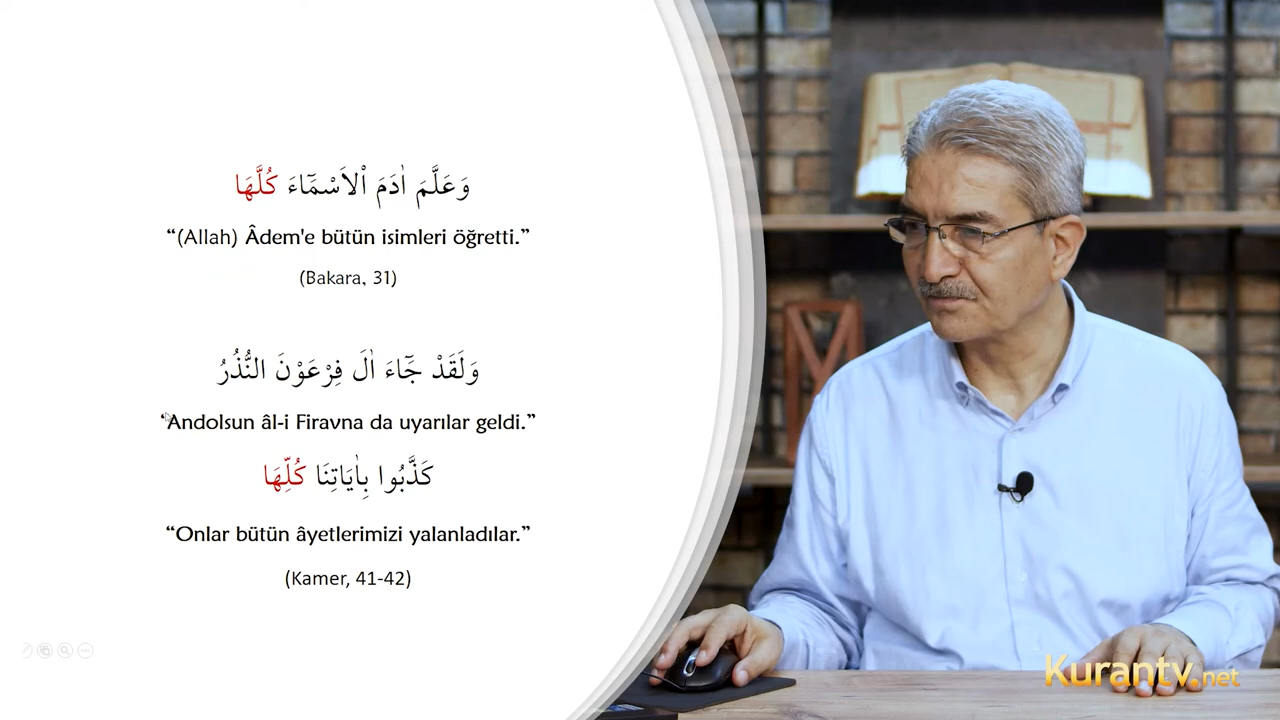 وَعَلَّمَ اٰدَمَ الْاَسْمَٓاءَ كُلَّهَا
“(Allah) Âdem'e bütün isimleri öğretti.”
(Bakara, 31)
وَلَقَدْ جَٓاءَ اٰلَ فِرْعَوْنَ النُّذُرُ
“Andolsun âl-i Firavna da uyarılar geldi.”
كَذَّبُوا بِاٰيَاتِنَا كُلِّهَا
“Onlar bütün âyetlerimizi yalanladılar.”
(Kamer, 41-42)
Kurantv.net